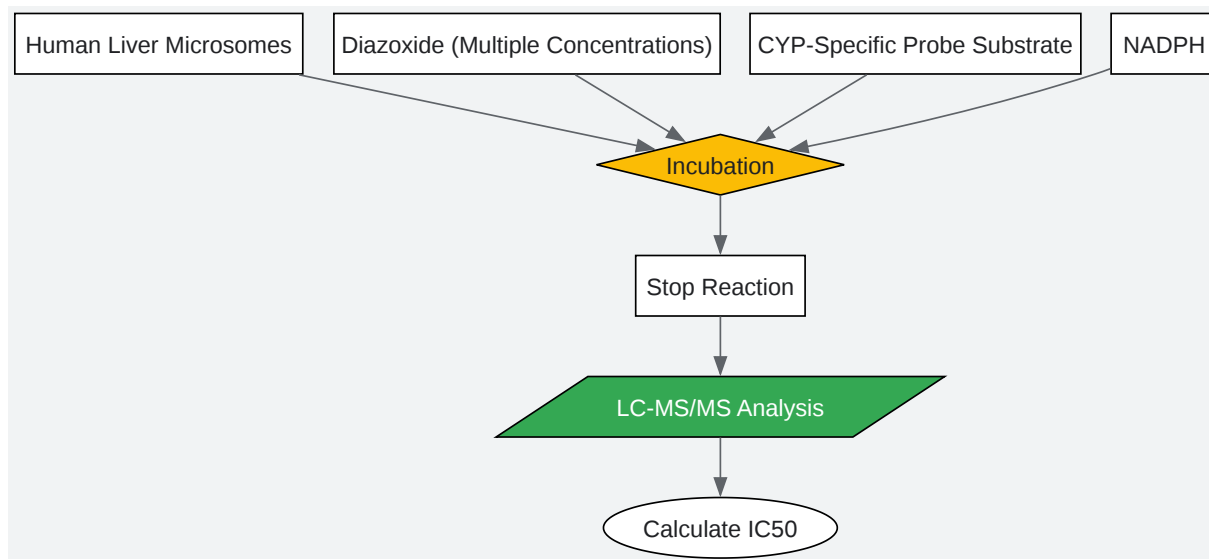 Human Liver Microsomes
Diazoxide (Multiple Concentrations)
CYP-Specific Probe Substrate
NADPH
Incubation
Stop Reaction
LC-MS/MS Analysis
Calculate IC50